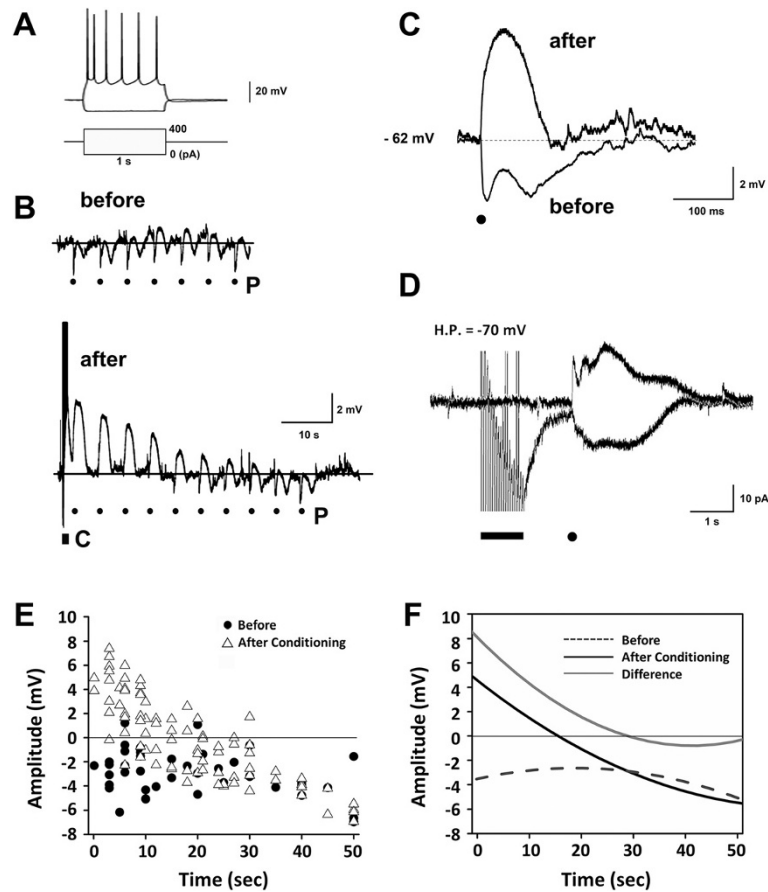 A
20 mV
400
0 (pA)
1 s
B
before
P
after
2 mV
10 s
P
C
C
after
- 62 mV
before
2 mV
100 ms
D
H.P. = -70 mV
10 pA
1 s
E
Before
After Conditioning
10
8
6
4
2
0
-2
-4
-6
-8
Amplitude (mV)
0 10 20 30 40 50
Time (sec)
F
Before
After Conditioning
Difference
10
8
6
4
2
0
-2
-4
-6
-8
Amplitude (mV)
0 10 20 30 40 50
Time (sec)